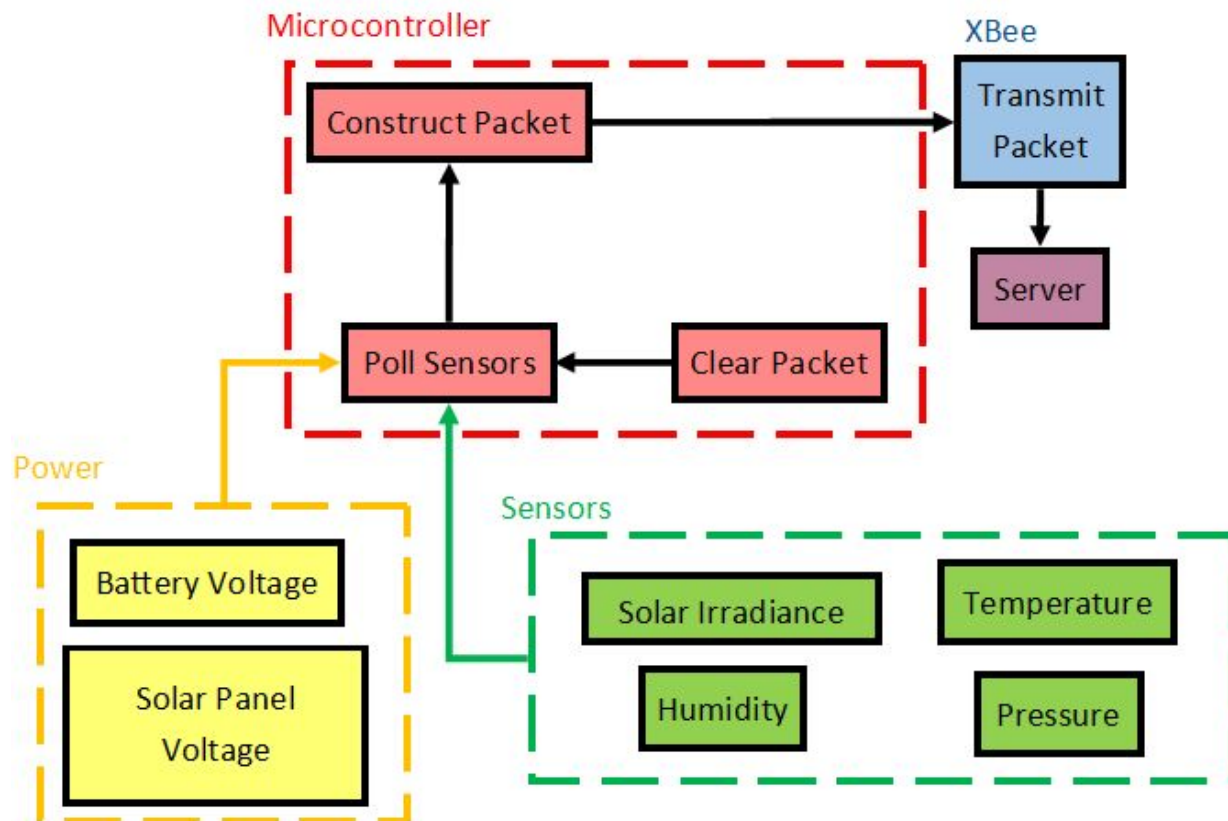 Microcontroller
XBee
Construct Packet
Transmit
Packet
Server
Poll Sensors
Clear Packet
Power
Sensors
Battery Voltage
Solar Panel
Voltage
Solar Irradiance
Temperature
Humidity
Pressure